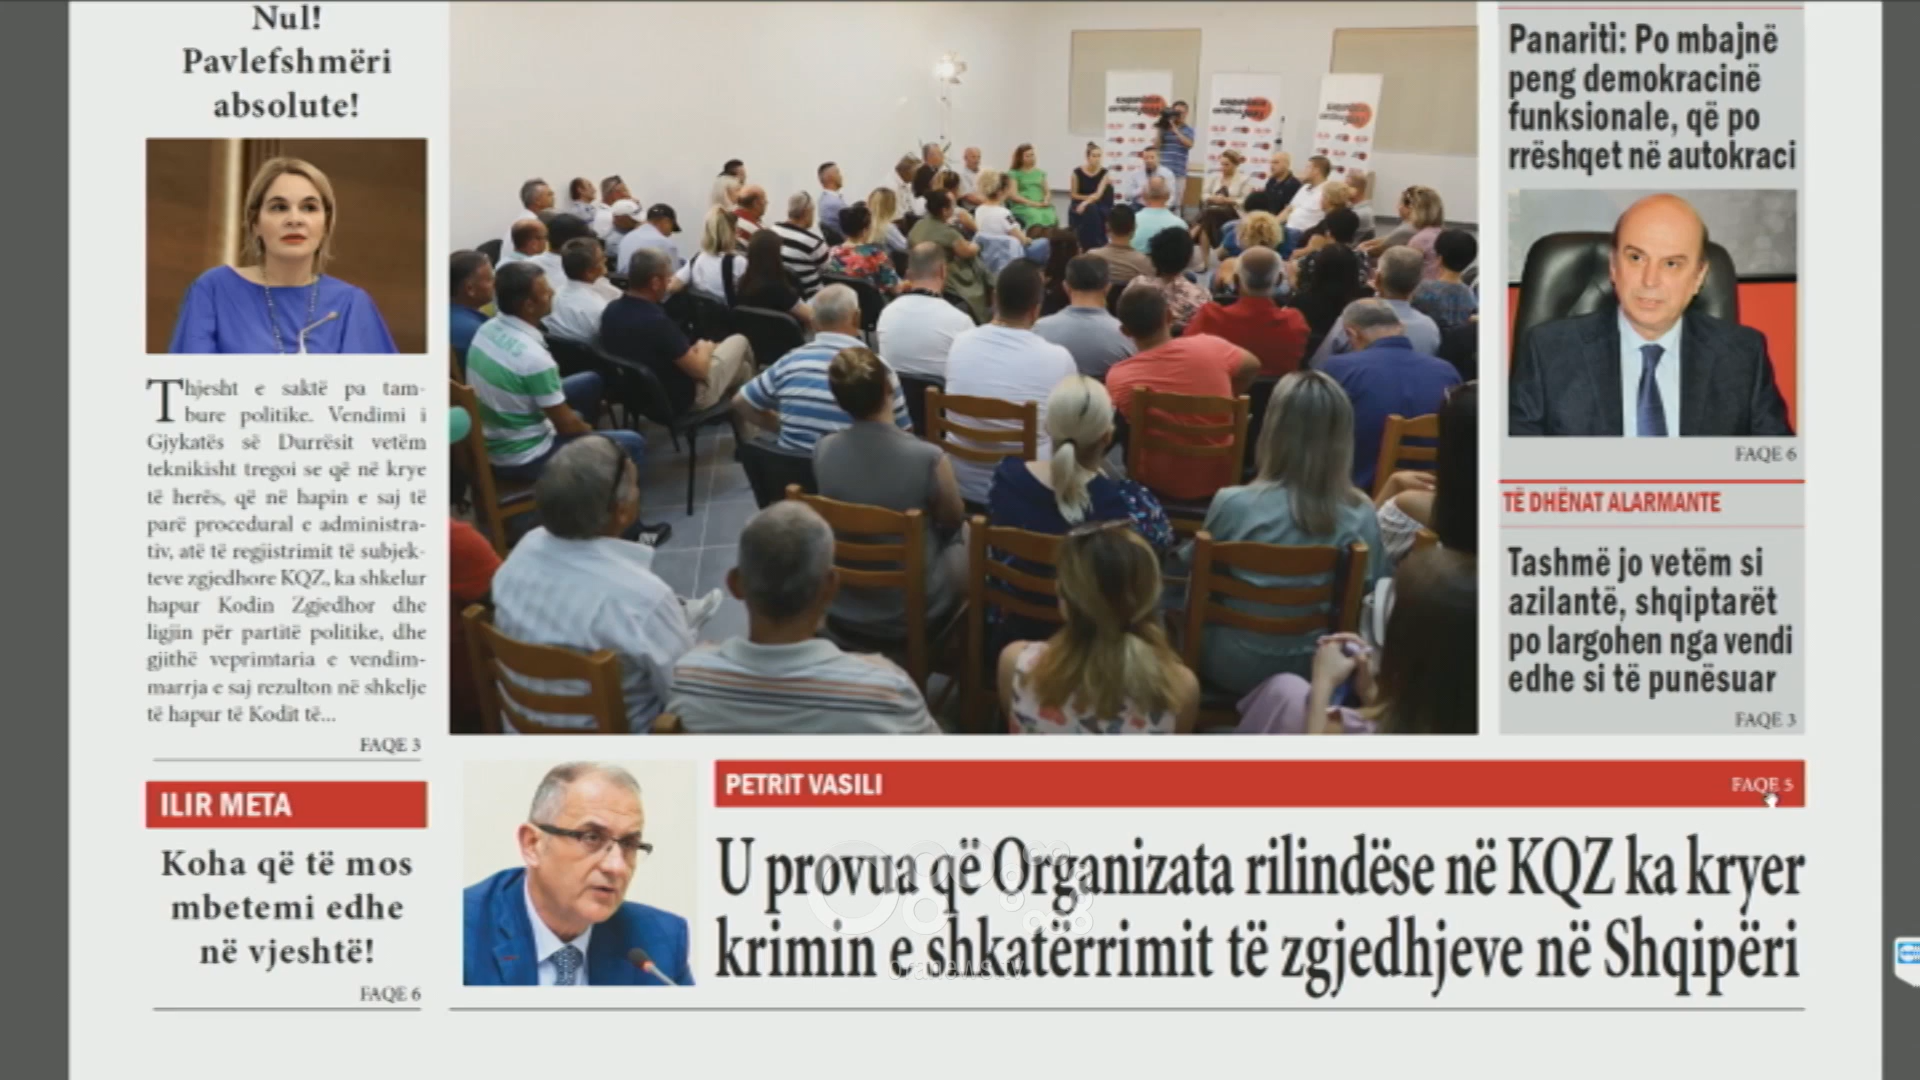 Nul!
Pavlefshmëri
absolute!
Thjesht e saktë pa tam-
bure politike. Vendimi i
Gjykatës së Durrësit vetëm
teknikisht tregoi se që në krye
të herës, që në hapin e saj të
parë procedural e administra-
tiv, atë të regjistrimit të subjek-
teve zgjedhore KQZ, ka shkelur
hapur Kodin Zgjedhor dhe
ligjin për partitë politike, dhe
gjithë veprimtaria e vendim-
marrja e saj rezulton në shkelje
të hapur të Kodit të...
FAQE 3
ILIR META
Koha që të mos
mbetemi edhe
në vjeshtë!
FAQE 6
Panariti: Po mbajnë
peng demokracinë
funksionale, që po
rrëshqet në autokraci
FAQE 6
TË DHËNAT ALARMANTE
Tashmë jo vetëm si
azilantë, shqiptarët
po largohen nga vendi
edhe si të punësuar
FAQE 3
PETRIT VASILI
FAQE 5
U provua që Organizata rilindëse në KQZ ka kryer
krimin e shkatërrimit të zgjedhjeve në Shqipëri
oranews.tv